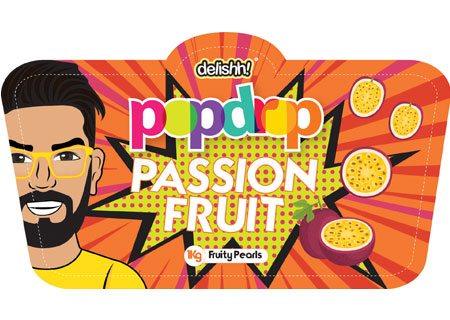 delishh!
popdrop
PASSION
FRUIT
1Kg Fruity Pearls